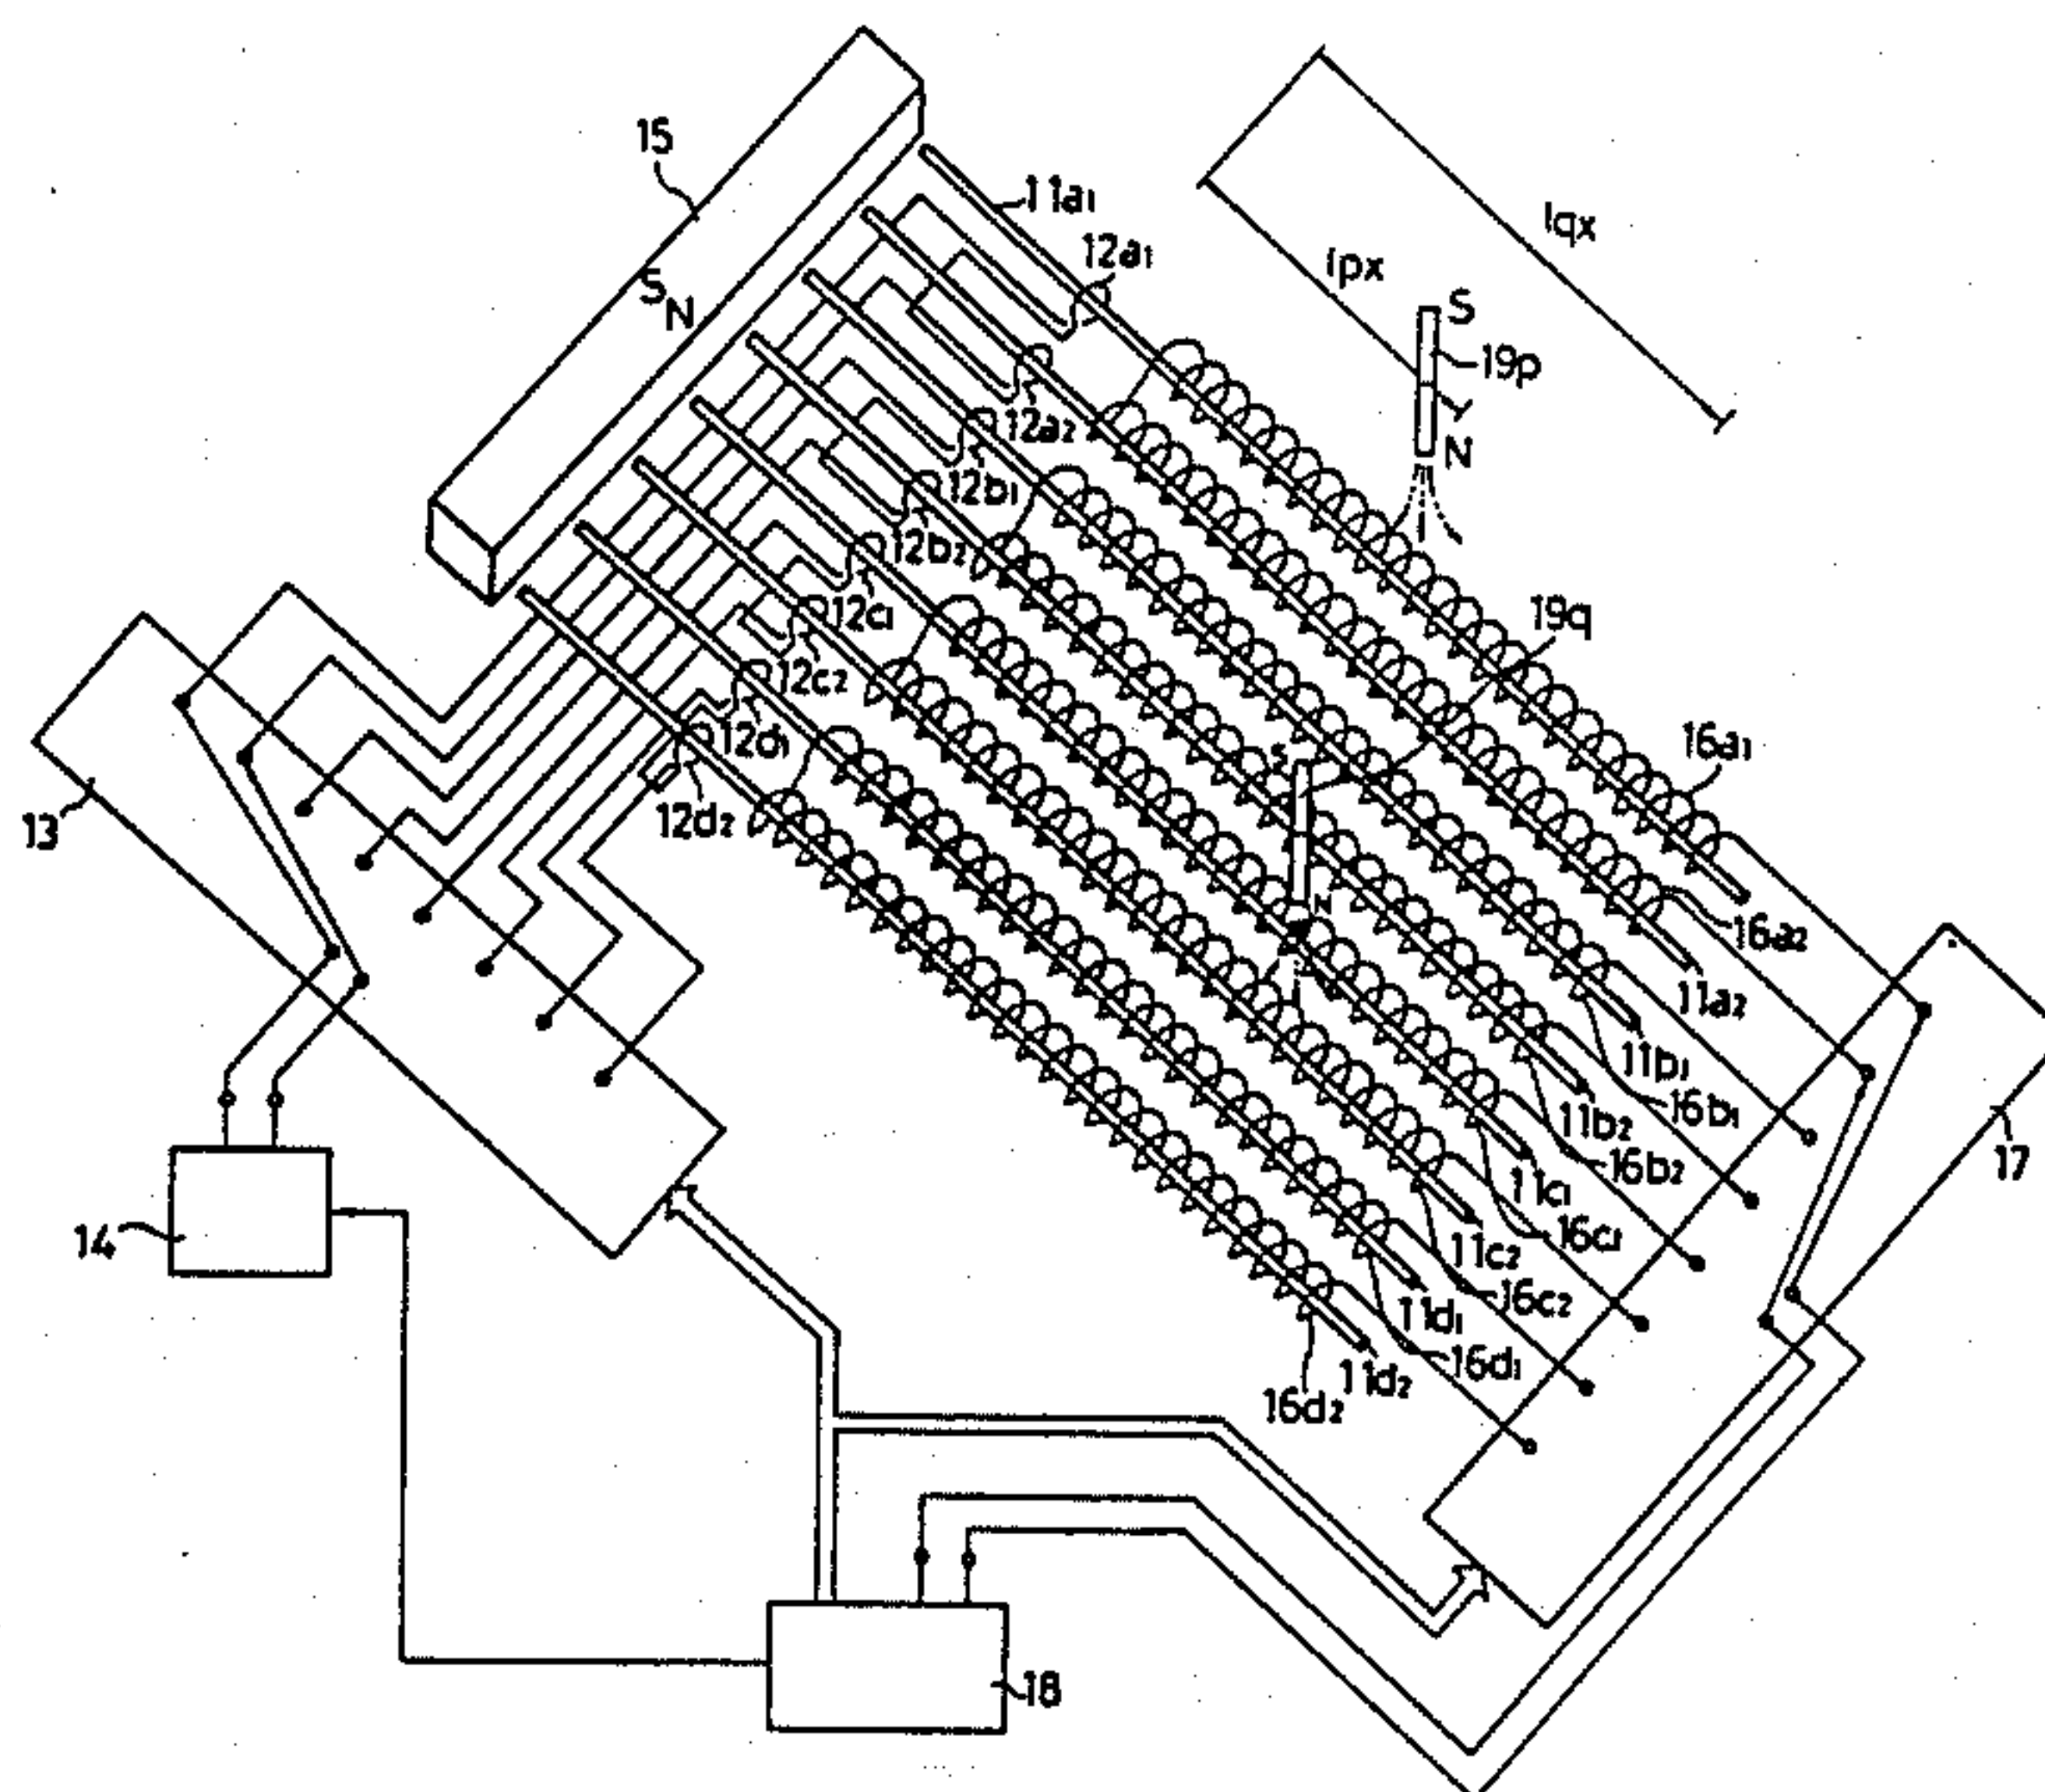 15
11a₁
12a₁
lqx
lpx
S
N
S
19p
N
12a₂
12b₁
12b₂
12c₁
12c₂
12d₁
12d₂
19q
S
N
16a₁
16a₂
11a₂
11b₁
16b₁
11b₂
16b₂
11c₁
16c₁
11c₂
16c₂
11d₁
16d₁
11d₂
16d₂
13
14
17
18